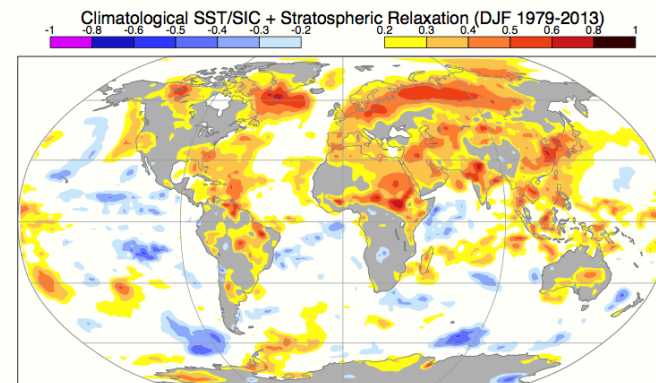 Climatological SST/SIC + Stratospheric Relaxation (DJF 1979-2013)
-1 -0.8 -0.6 -0.5 -0.4 -0.3 -0.2 0.2 0.3 0.4 0.5 0.6 0.8 1